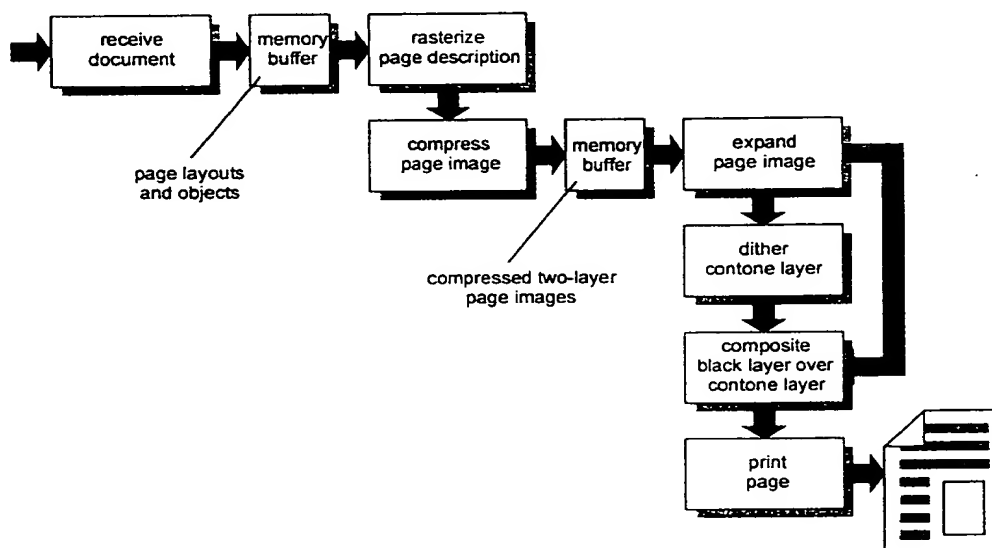 receive
document
memory
buffer
rasterize
page description
compress
page image
memory
buffer
expand
page image
page layouts
and objects
dither
contone layer
compressed two-layer
page images
composite
black layer over
contone layer
print
page